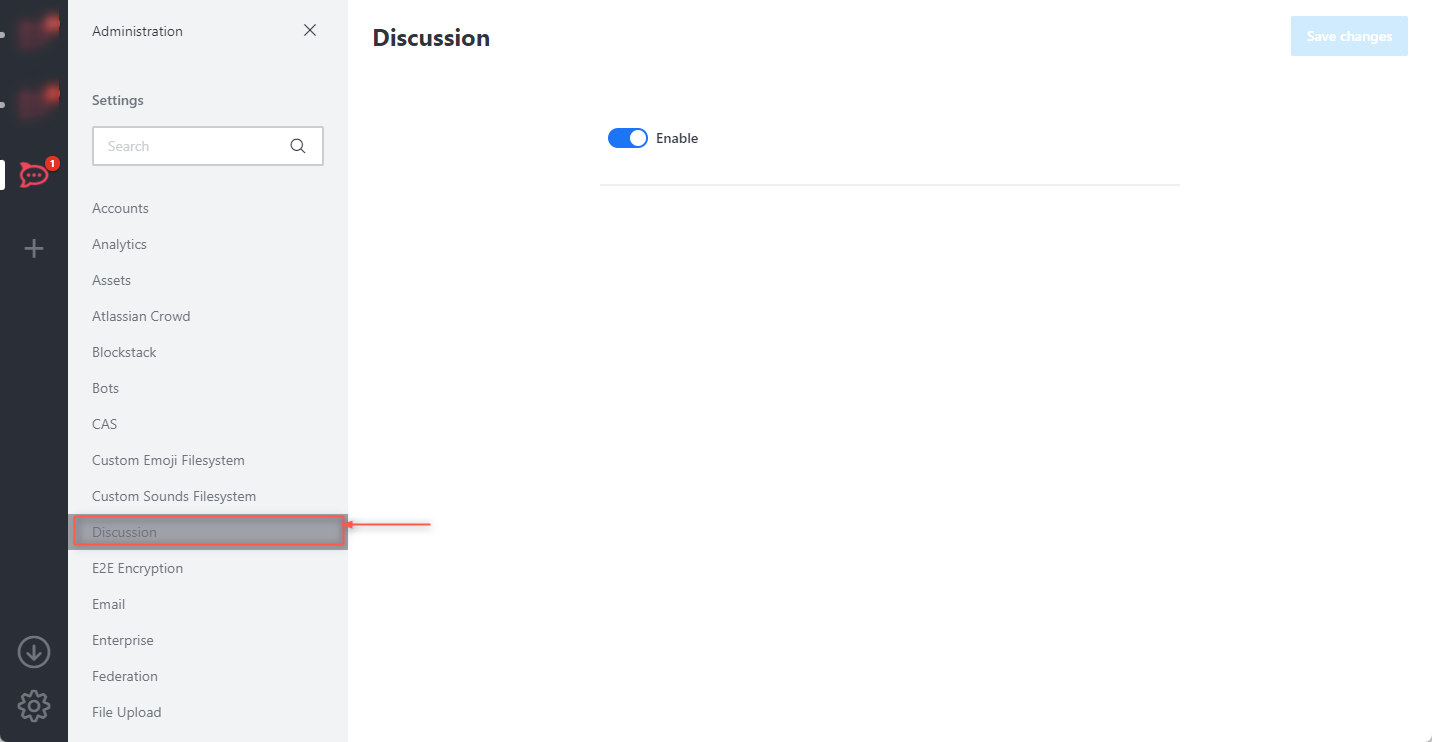 Administration
Settings
Search
Accounts
Analytics
Assets
Atlassian Crowd
Blockstack
Bots
CAS
Custom Emoji Filesystem
Custom Sounds Filesystem
Discussion
E2E Encryption
Email
Enterprise
Federation
File Upload
1
Discussion
Save changes
Enable